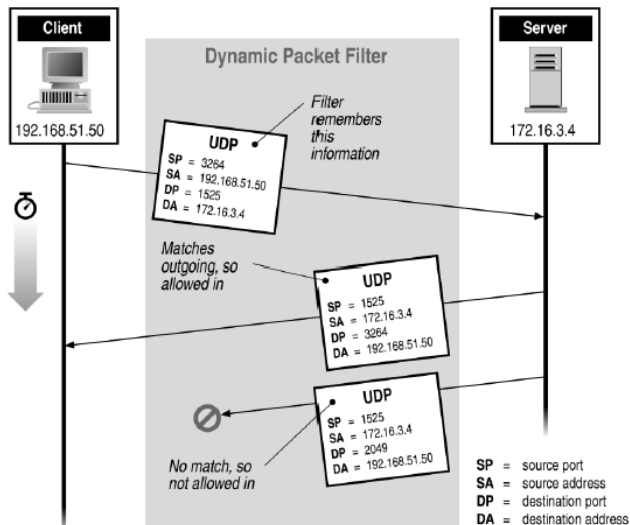 Client
192.168.51.50
Dynamic Packet Filter
Server
172.16.3.4
Filter
remembers
this
information
UDP
SP = 3264
SA = 192.168.51.50
DP = 1525
DA = 172.16.3.4
Matches
outgoing, so
allowed in
UDP
SP = 1525
SA = 172.16.3.4
DP = 3264
DA = 192.168.51.50
UDP
SP = 1525
SA = 172.16.3.4
DP = 2049
DA = 192.168.51.50
No match, so
not allowed in
SP = source port
SA = source address
DP = destination port
DA = destination address